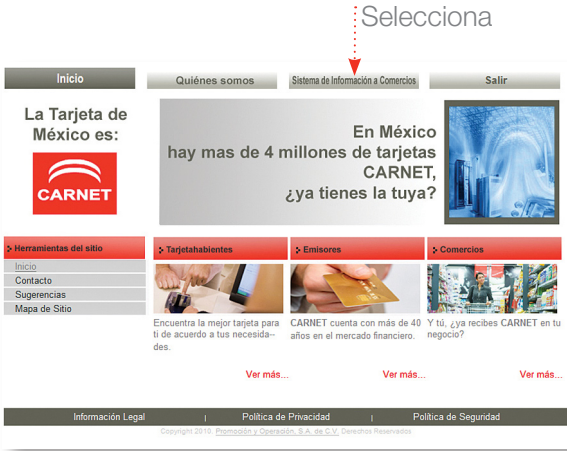 Selecciona
Inicio
Quiénes somos
Sistema de Información a Comercios
Salir
La Tarjeta de
México es:
CARNET
En México
hay mas de 4 millones de tarjetas
CARNET,
¿ya tienes la tuya?
Herramientas del sitio
Inicio
Contacto
Sugerencias
Mapa de Sitio
Tarjetahabientes
Encuentra la mejor tarjeta para
ti de acuerdo a tus necesida--
des.
Ver más...
Emisores
CARNET cuenta con más de 40
años en el mercado financiero.
Ver más...
Comercios
Y tú, ¿ya recibes CARNET en tu
negocio?
Ver más...
Información Legal | Política de Privacidad | Política de Seguridad
Copyright 2010. Promoción y Operación, S.A. de C.V. Derechos Reservados